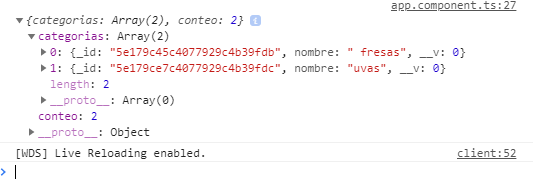 app.component.ts:27
▼{categorias: Array(2), conteo: 2} i
▼categorias: Array(2)
▶0: {_id: "5e179c45c4077929c4b39fdb", nombre: " fresas", __v: 0}
▶1: {_id: "5e179ce7c4077929c4b39fdc", nombre: "uvas", __v: 0}
length: 2
▶__proto__: Array(0)
conteo: 2
▶__proto__: Object
[WDS] Live Reloading enabled. client:52
>